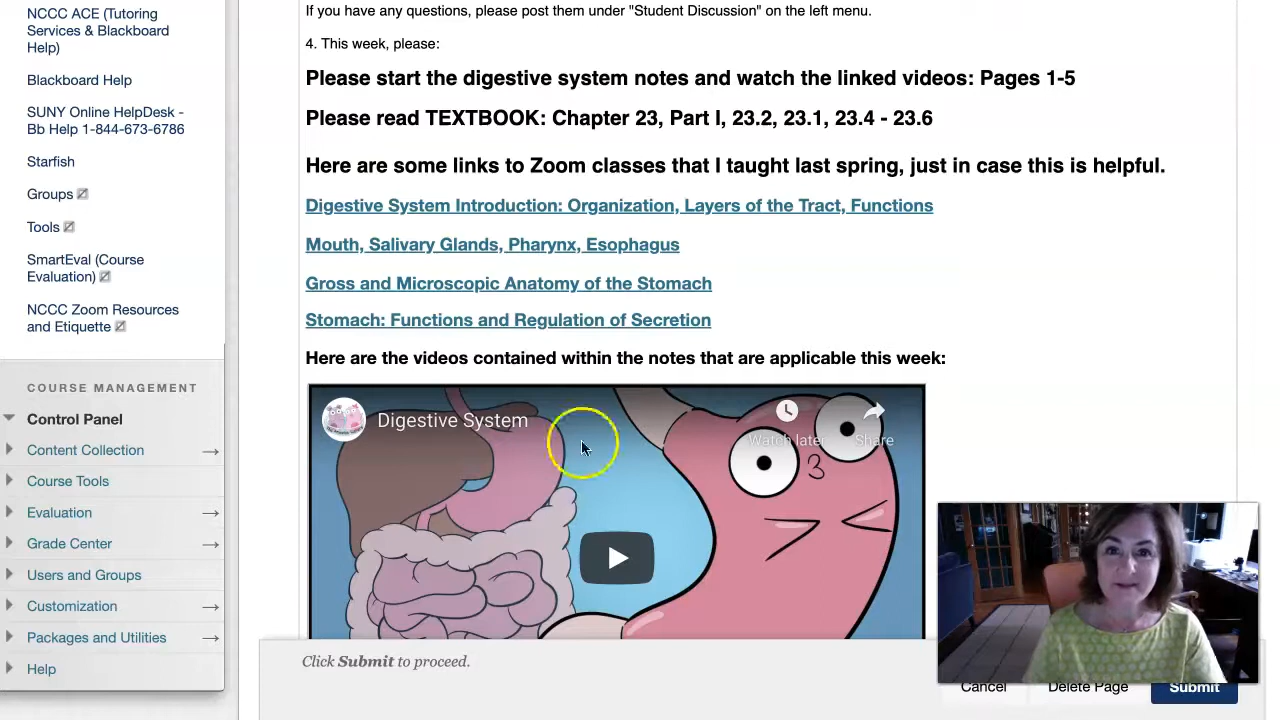 NCCC ACE (Tutoring
Services & Blackboard
Help)
Blackboard Help
SUNY Online HelpDesk -
Bb Help 1-844-673-6786
Starfish
Groups
Tools
SmartEval (Course
Evaluation)
NCCC Zoom Resources
and Etiquette
COURSE MANAGEMENT
Control Panel
Content Collection
Course Tools
Evaluation
Grade Center
Users and Groups
Customization
Packages and Utilities
Help
If you have any questions, please post them under "Student Discussion" on the left menu.
4. This week, please:
Please start the digestive system notes and watch the linked videos: Pages 1-5
Please read TEXTBOOK: Chapter 23, Part I, 23.2, 23.1, 23.4 - 23.6
Here are some links to Zoom classes that I taught last spring, just in case this is helpful.
Digestive System Introduction: Organization, Layers of the Tract, Functions
Mouth, Salivary Glands, Pharynx, Esophagus
Gross and Microscopic Anatomy of the Stomach
Stomach: Functions and Regulation of Secretion
Here are the videos contained within the notes that are applicable this week:
Digestive System
Watch later
Share
Click Submit to proceed.
Cancel
Delete Page
Submit